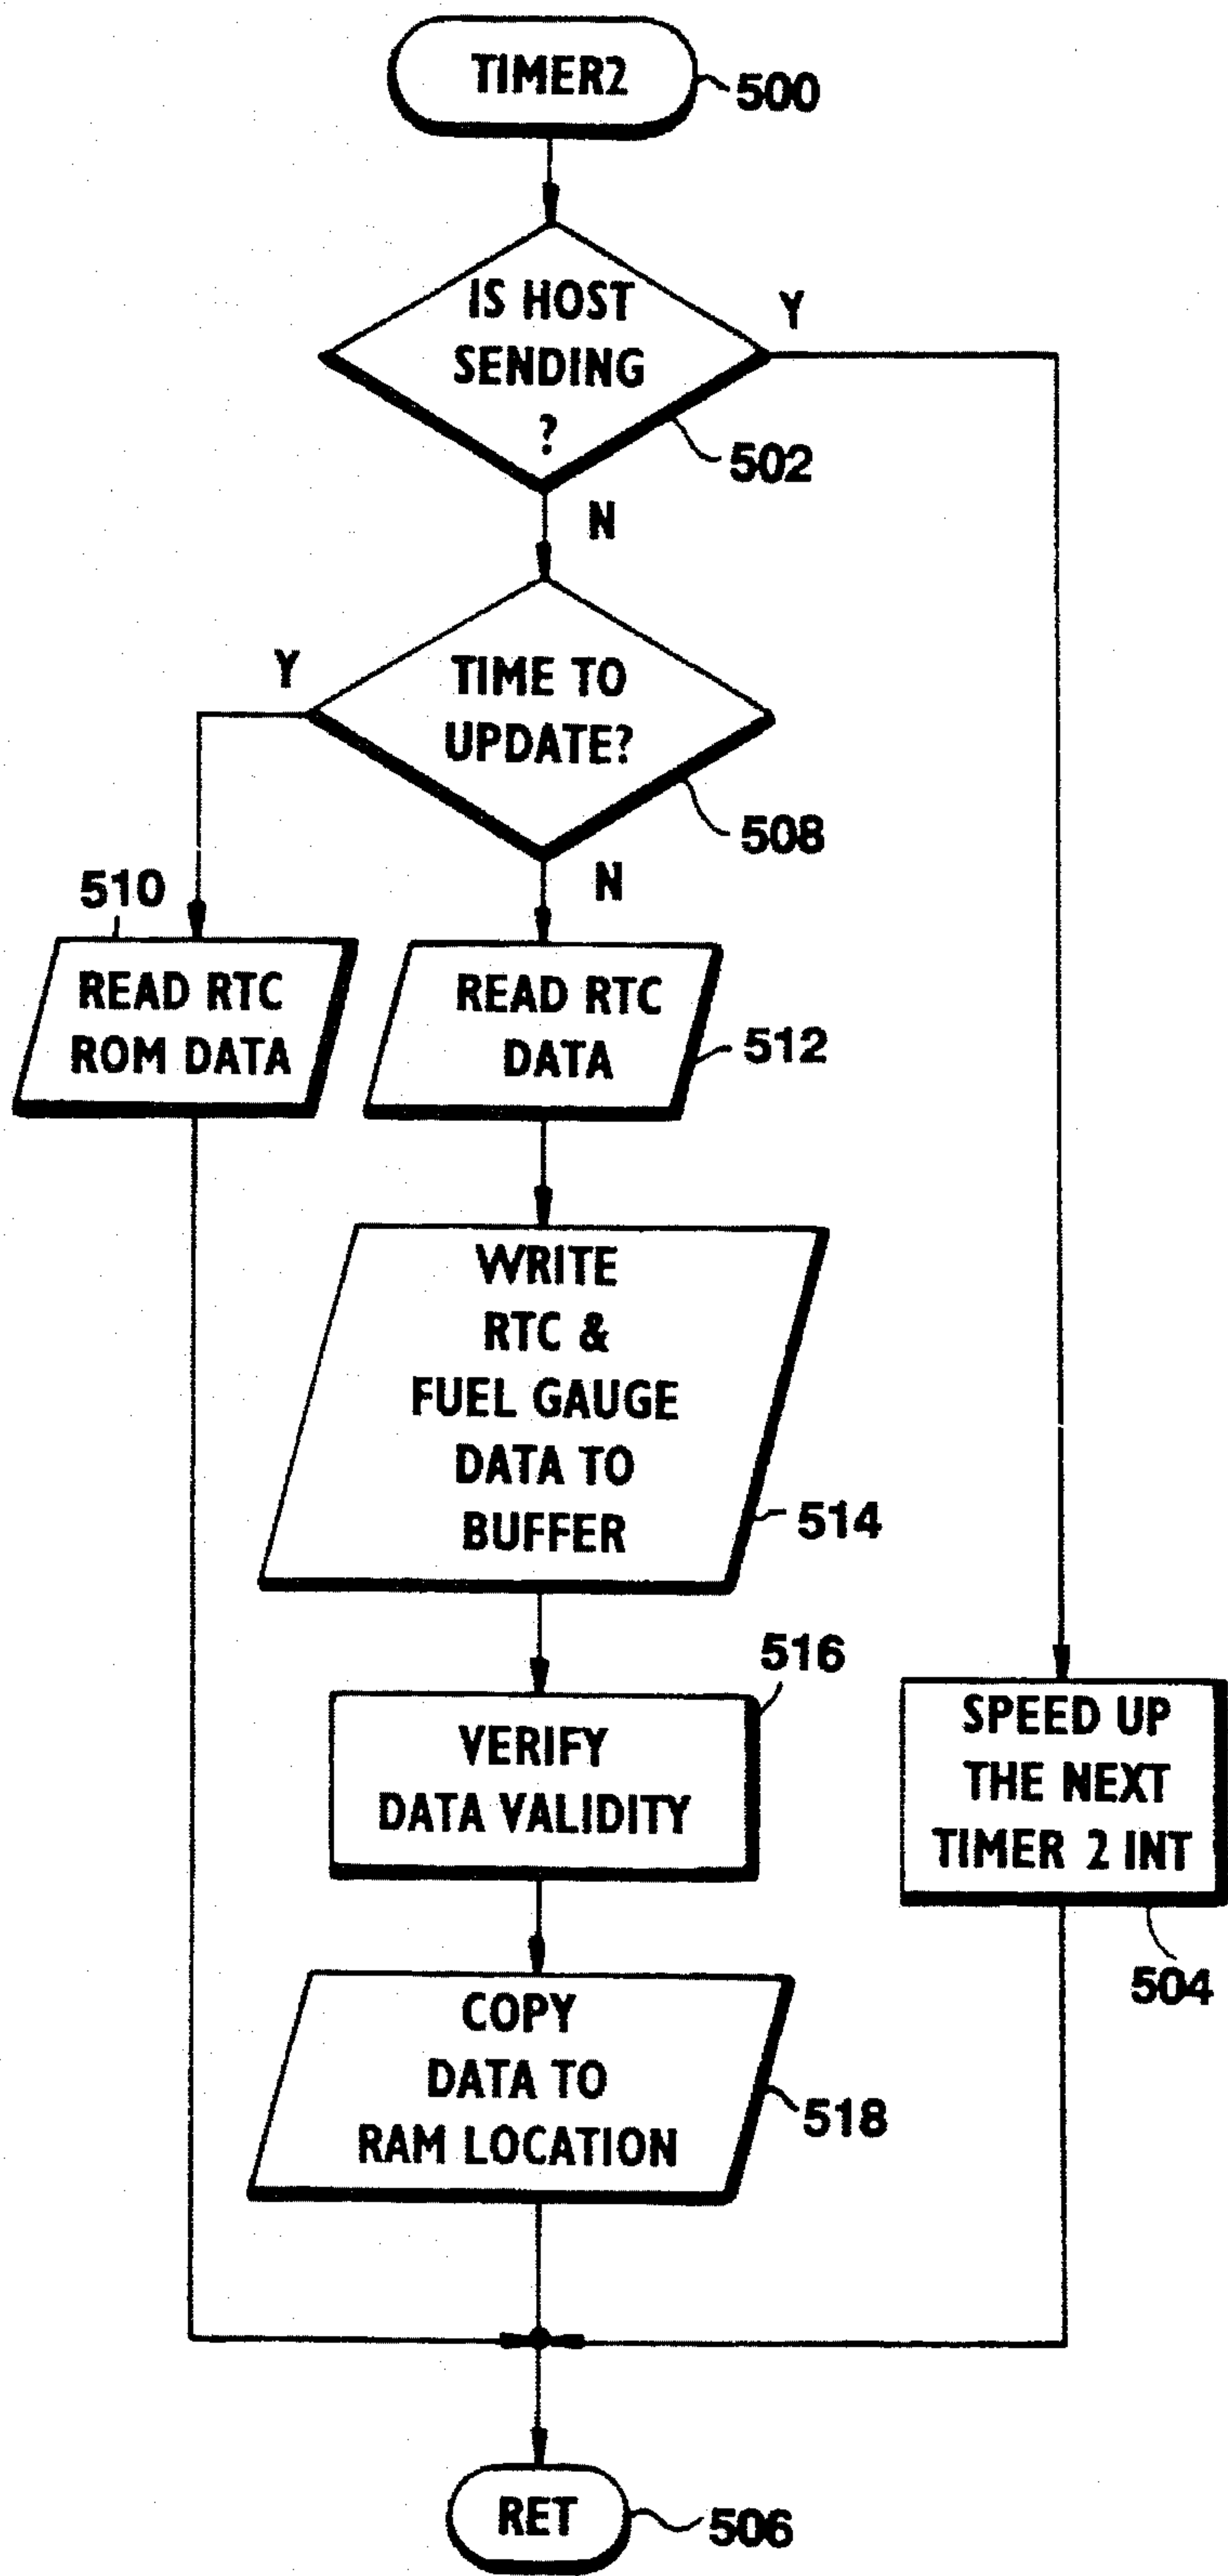 TIMER2
500
IS HOST
SENDING
?
Y
502
N
TIME TO
UPDATE?
Y
508
N
510
READ RTC
ROM DATA
READ RTC
DATA
512
WRITE
RTC &
FUEL GAUGE
DATA TO
BUFFER
514
516
VERIFY
DATA VALIDITY
SPEED UP
THE NEXT
TIMER 2 INT
504
COPY
DATA TO
RAM LOCATION
518
RET
506